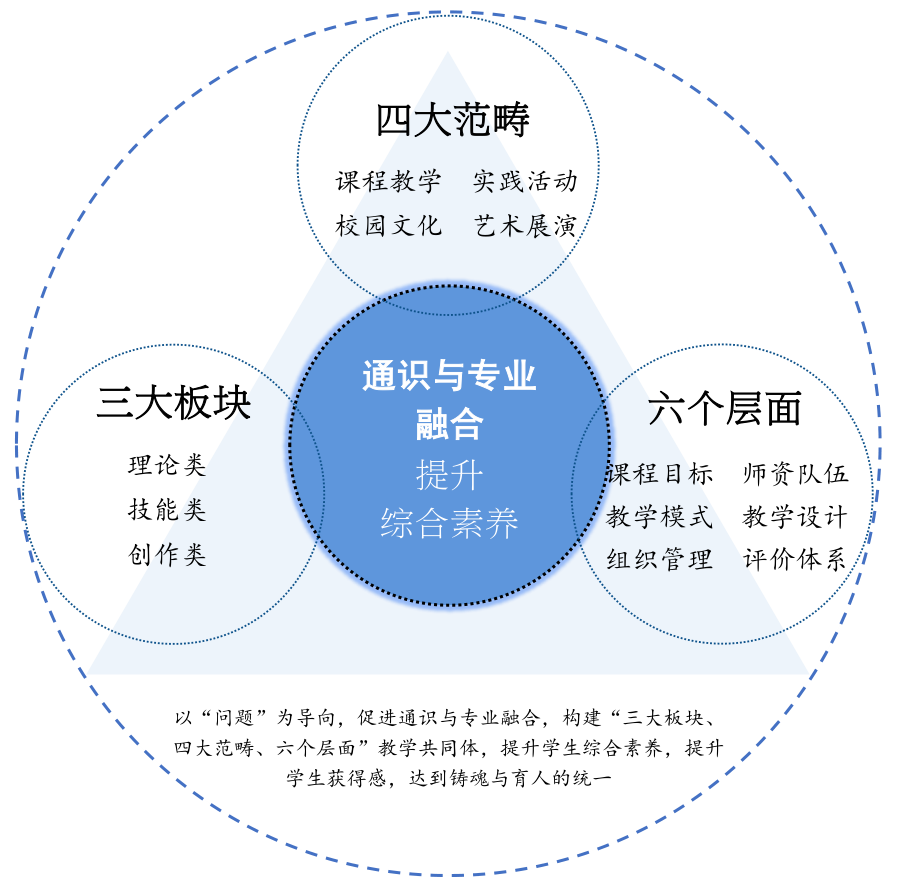 四大范畴
课程教学 实践活动
校园文化 艺术展演
通识与专业
融合
提升
综合素养
三大板块
理论类
技能类
创作类
六个层面
课程目标 师资队伍
教学模式 教学设计
组织管理 评价体系
以“问题”为导向，促进通识与专业融合，构建“三大板块、
四大范畴、六个层面”教学共同体，提升学生综合素养，提升
学生获得感，达到铸魂与育人的统一